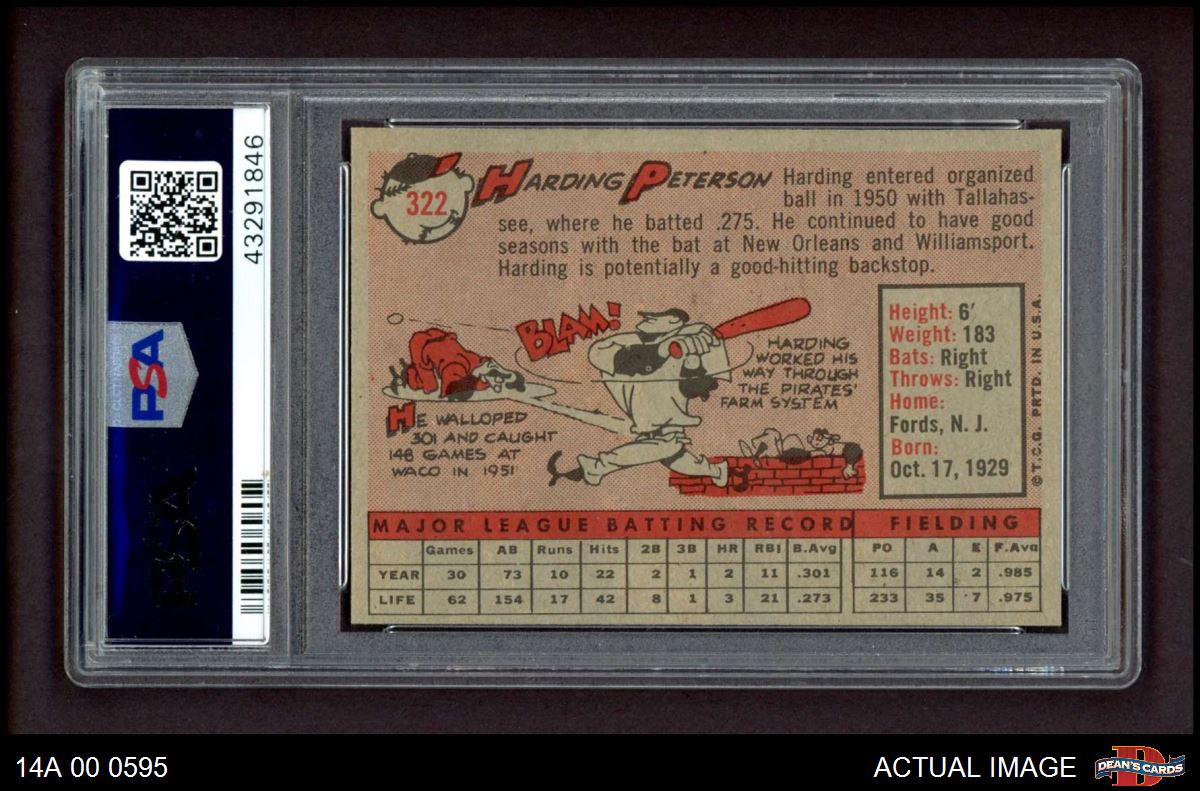 43291846
PSA
PSA
322
HARDING PETERSON
Harding entered organized
ball in 1950 with Tallahas-
see, where he batted .275. He continued to have good
seasons with the bat at New Orleans and Williamsport.
Harding is potentially a good-hitting backstop.
BLAM!
HARDING
WORKED HIS
WAY THROUGH
THE PIRATES'
FARM SYSTEM
HE WALLOPED
301 AND CAUGHT
148 GAMES AT
WACO IN 1951
Height: 6'
Weight: 183
Bats: Right
Throws: Right
Home:
Fords, N. J.
Born:
Oct. 17, 1929
© T.C.G. PRTD. IN U.S.A.
MAJOR LEAGUE BATTING RECORD FIELDING
Games AB Runs Hits 2B 3B HR RBI B.Avg PO A E F.Avg
YEAR 30 73 10 22 2 1 2 11 .301 116 14 2 .985
LIFE 62 154 17 42 8 1 3 21 .273 233 35 7 .975
14A 00 0595
ACTUAL IMAGE
DEAN'S CARDS